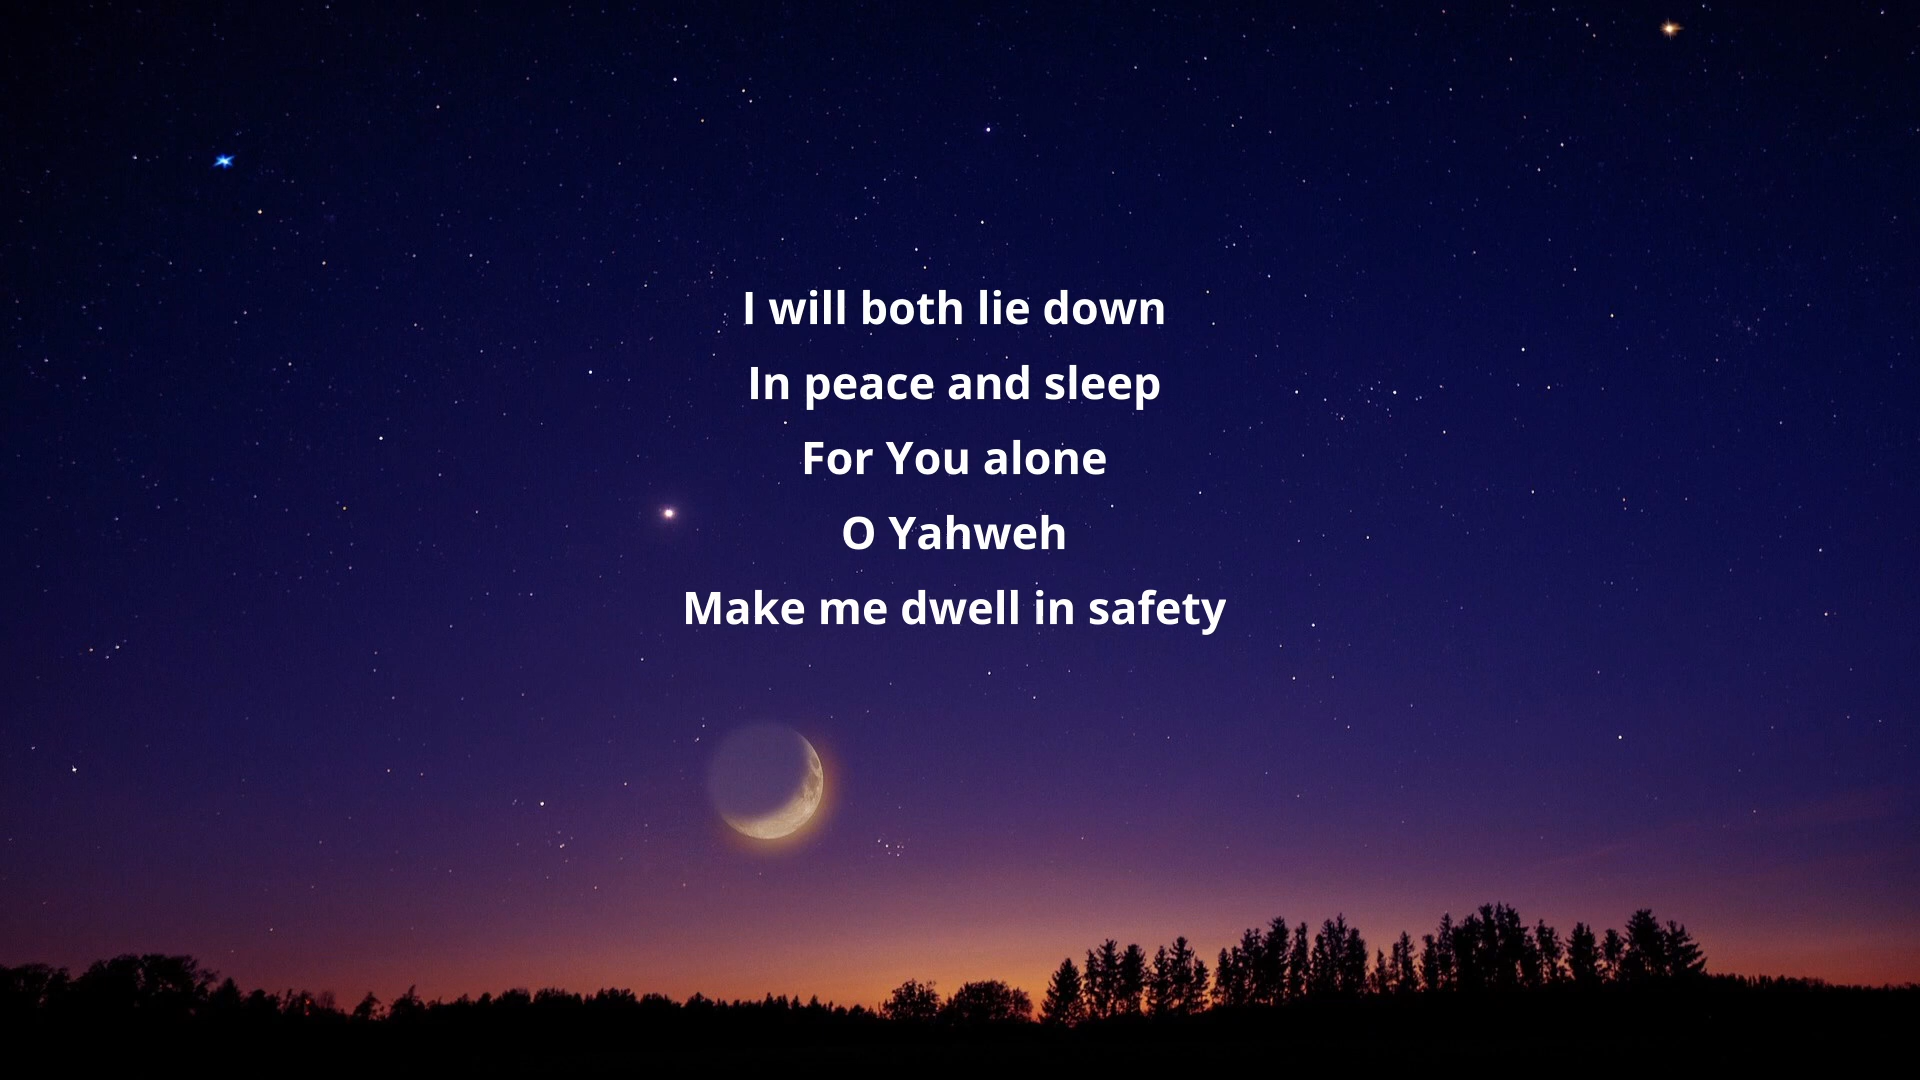 I will both lie down
In peace and sleep
For You alone
O Yahweh
Make me dwell in safety